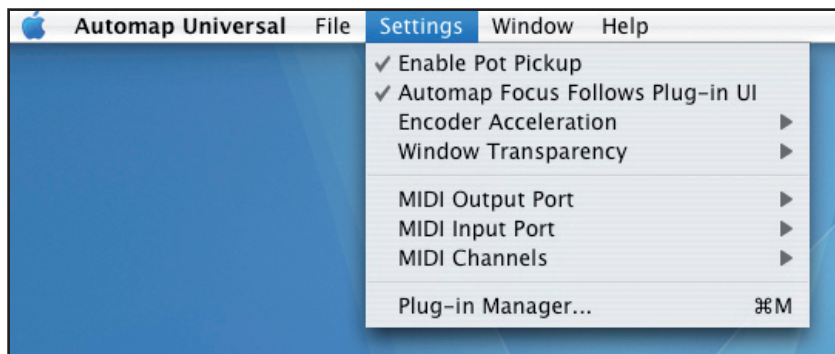 Automap Universal File Settings Window Help
✓ Enable Pot Pickup
✓ Automap Focus Follows Plug-in UI
Encoder Acceleration
Window Transparency
MIDI Output Port
MIDI Input Port
MIDI Channels
Plug-in Manager... ⌘M